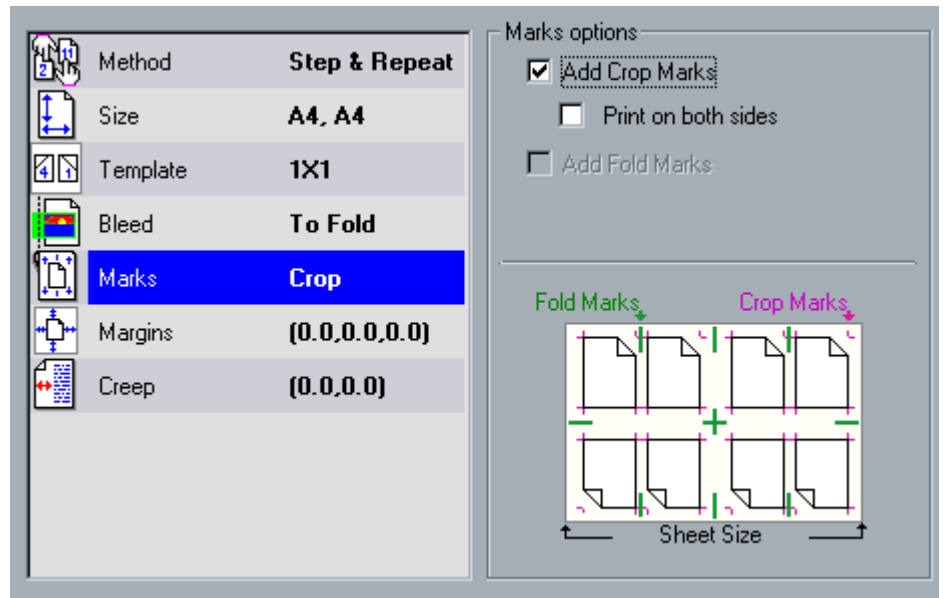 Method Step & Repeat
Size A4, A4
Template 1X1
Bleed To Fold
Marks Crop
Margins (0.0,0.0,0.0)
Creep (0.0,0.0)
Marks options
Add Crop Marks
Print on both sides
Add Fold Marks
Fold Marks Crop Marks
Sheet Size